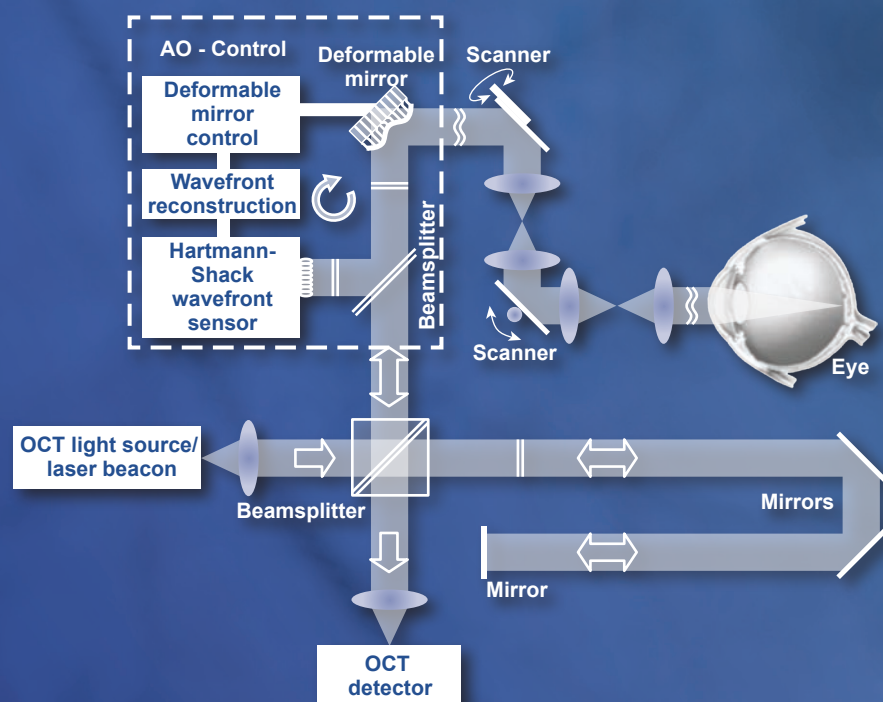 AO - Control
Deformable
mirror
Scanner
Deformable
mirror
control
Wavefront
reconstruction
Hartmann-
Shack
wavefront
sensor
Beamsplitter
Scanner
Eye
OCT light source/
laser beacon
Beamsplitter
Mirrors
Mirror
OCT
detector